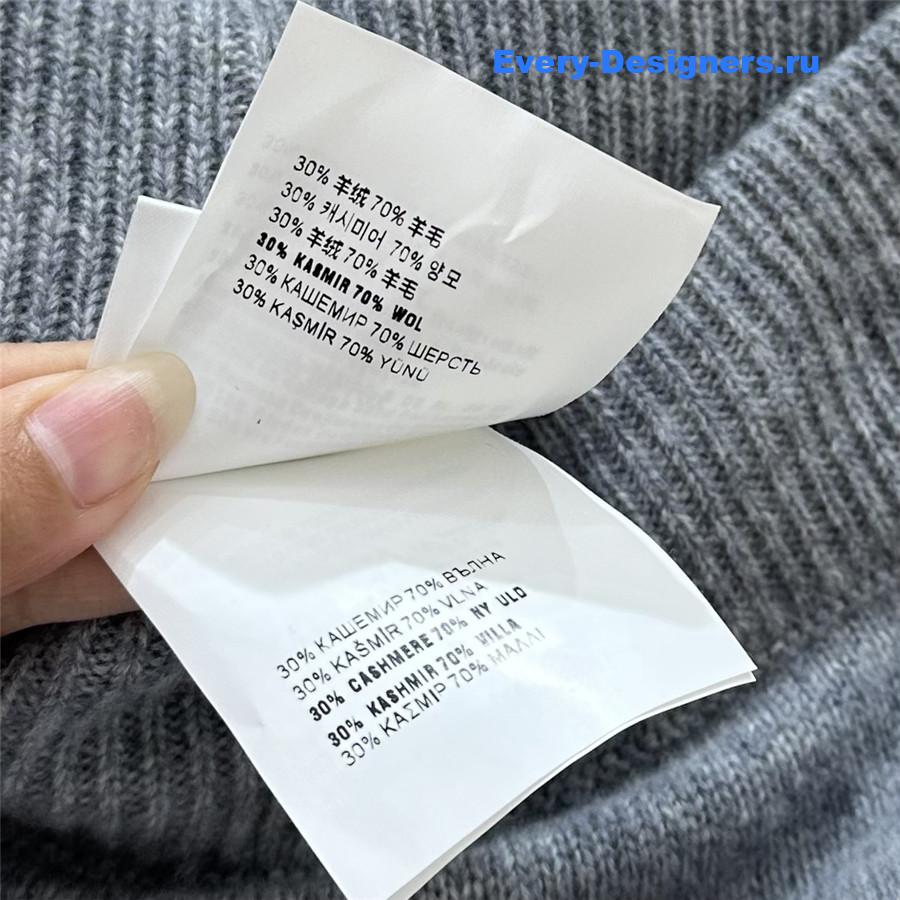 Every-Designers.ru
30% 羊绒 70% 羊毛
30% 캐시미어 70% 양모
30% 羊绒 70% 羊毛
30% KASMIR 70% WOL
30% КАШЕМИР 70% ШЕРСТЬ
30% KAŞMİR 70% YÜNÜ
30% КАШЕМИР 70% ВЪЛНА
30% KAŠMÍR 70% VLNA
30% CASHMERE 70% NY ULD
30% KASHMIR 70% VILLA
30% ΚΑΣΜΙΡ 70% ΜΑΛΛΙ